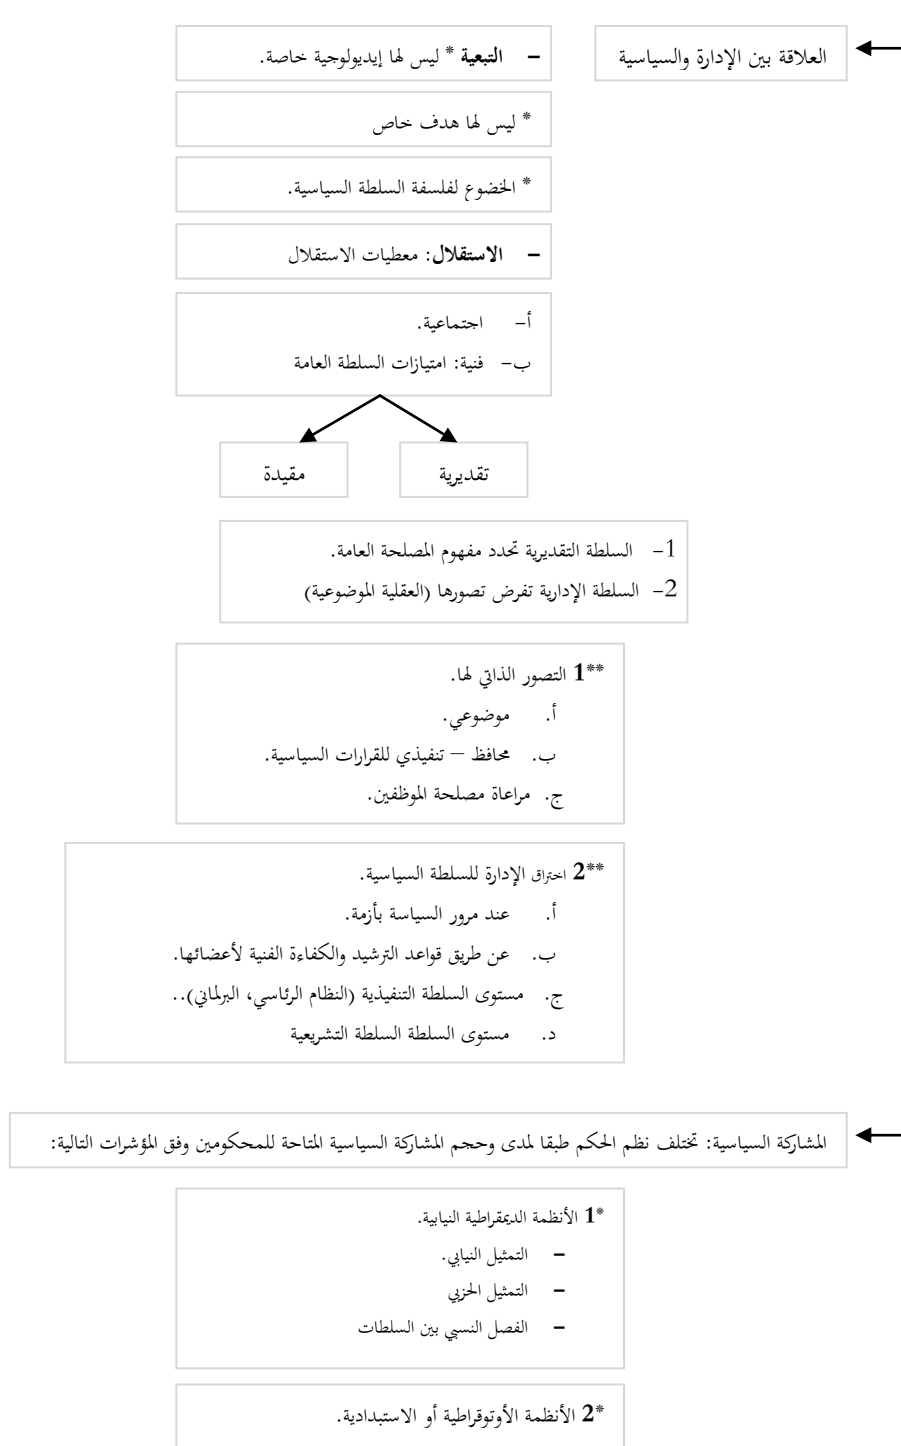 العلاقة بين الإدارة والسياسية
– التبعية * ليس لها إيديولوجية خاصة.
* ليس لها هدف خاص
* الخضوع لفلسفة السلطة السياسية.
– الاستقلال: معطيات الاستقلال
أ– اجتماعية.
ب– فنية: امتيازات السلطة العامة
تقديرية
مقيدة
1– السلطة التقديرية تحدد مفهوم المصلحة العامة.
2– السلطة الإدارية تفرض تصورها (العقلية الموضوعية)
**1 التصور الذاتي لها.
أ. موضوعي.
ب. محافظ – تنفيذي للقرارات السياسية.
ج. مراعاة مصلحة الموظفين.
**2 اختراق الإدارة للسلطة السياسية.
أ. عند مرور السياسة بأزمة.
ب. عن طريق قواعد الترشيد والكفاءة الفنية لأعضائها.
ج. مستوى السلطة التنفيذية (النظام الرئاسي، البرلماني)..
د. مستوى السلطة السلطة التشريعية
المشاركة السياسية: تختلف نظم الحكم طبقا لمدى وحجم المشاركة السياسية المتاحة للمحكومين وفق المؤشرات التالية:
*1 الأنظمة الديمقراطية النيابية.
– التمثيل النيابي.
– التمثيل الحزبي
– الفصل النسبي بين السلطات
*2 الأنظمة الأوتوقراطية أو الاستبدادية.